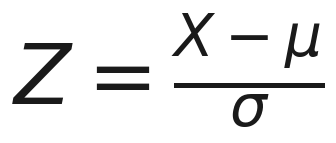 Z = (X − μ) / σ